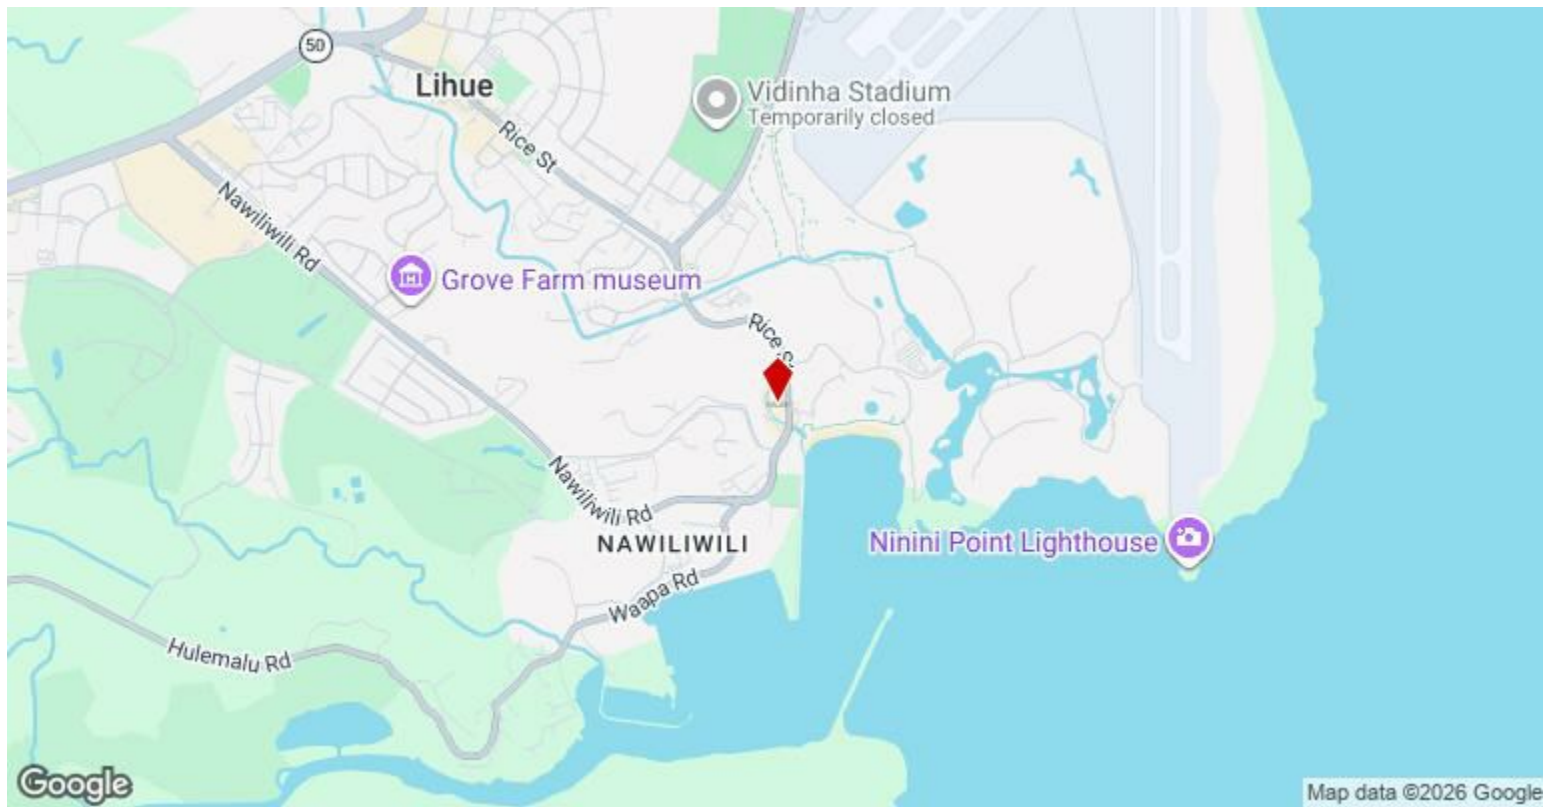 50
Lihue
Vidinha Stadium
Temporarily closed
Rice St
Nawiliwili Rd
Grove Farm museum
Rice
Nawiliwili Rd
NAWILIWILI
Ninini Point Lighthouse
Waapa Rd
Hulemalu Rd
Google
Map data ©2026 Google